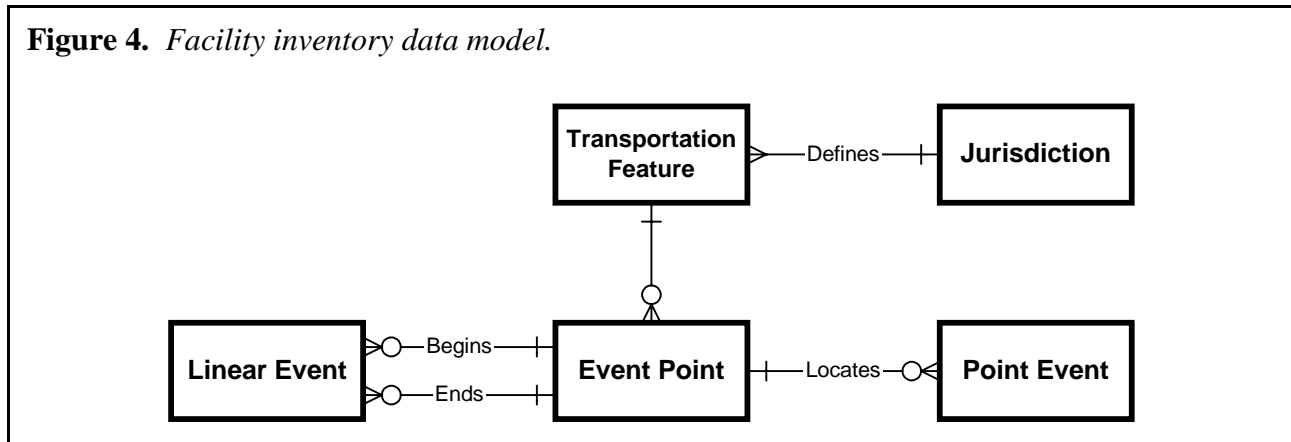 Figure 4. Facility inventory data model.
Transportation
Feature
Defines
Jurisdiction
Linear Event
Begins
Ends
Event Point
Locates
Point Event